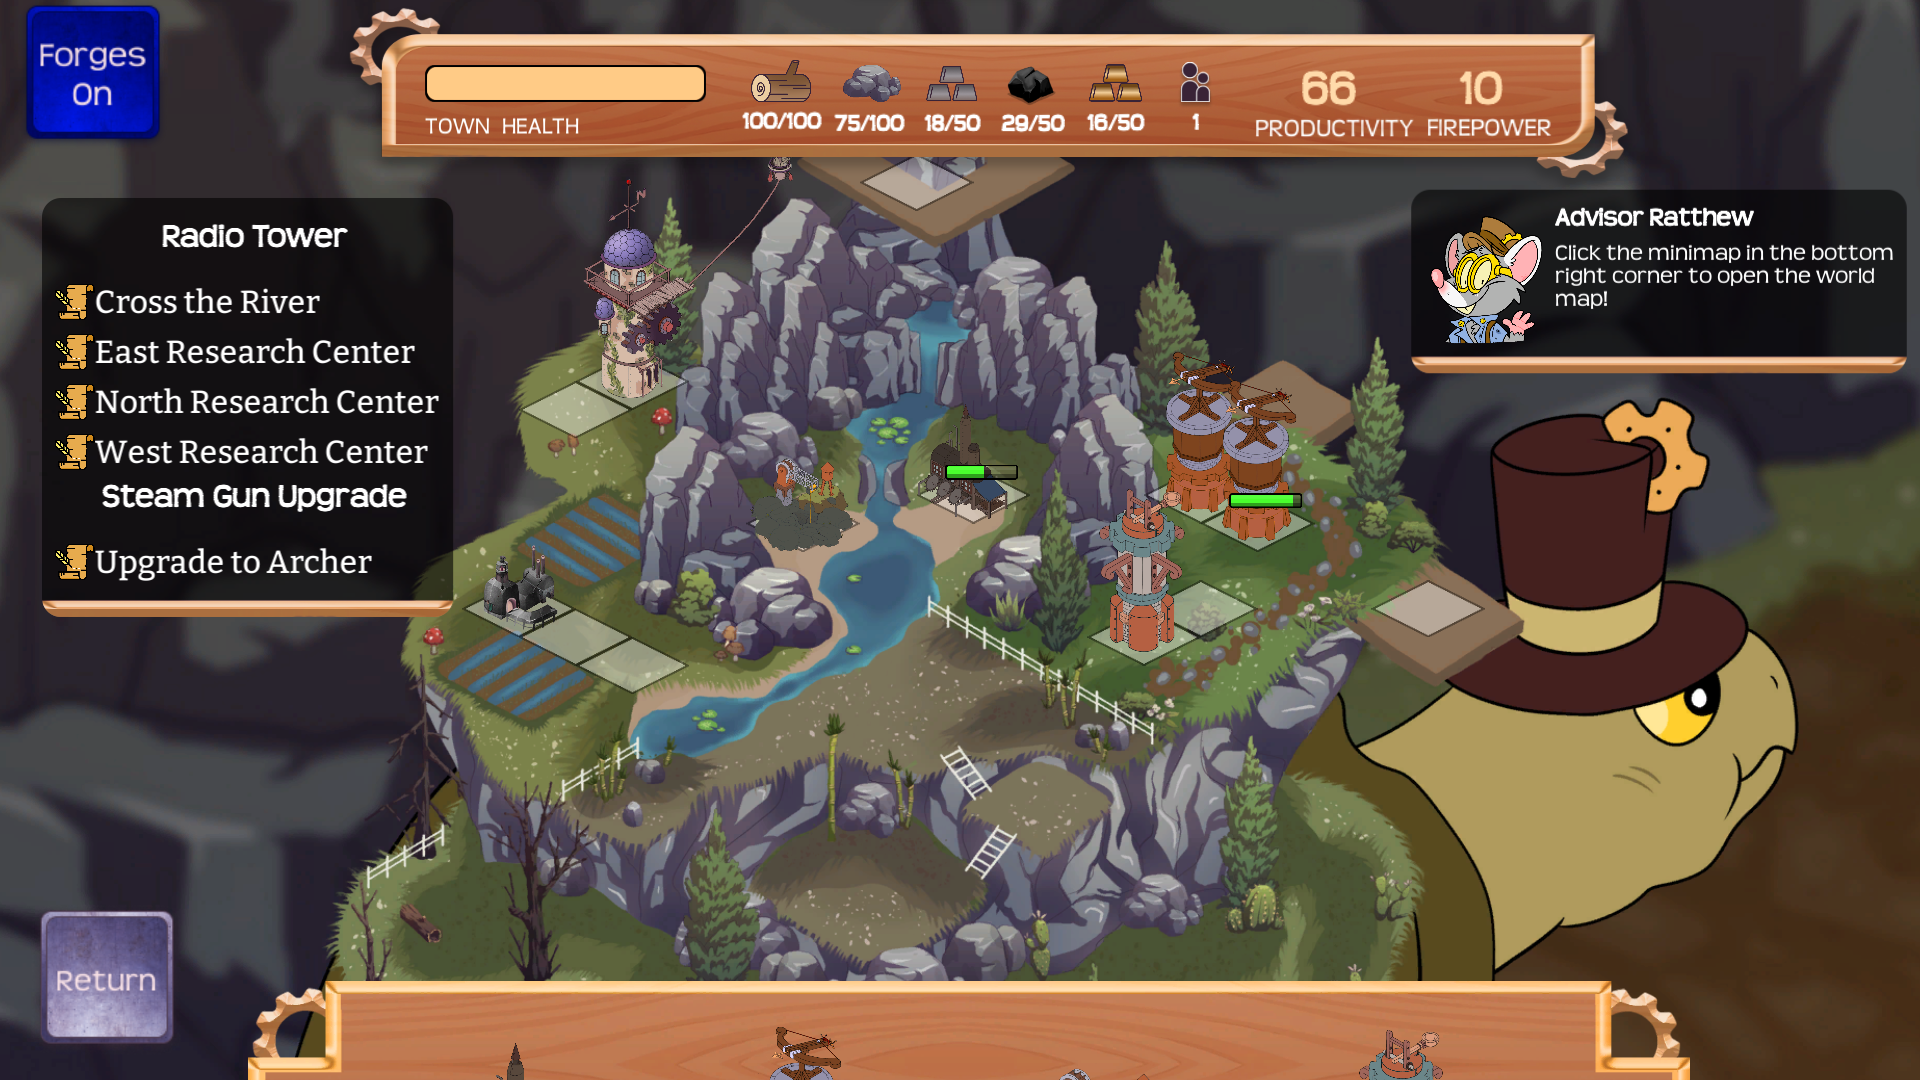 Forges
On
TOWN HEALTH
100/100
75/100
18/50
29/50
16/50
1
66
PRODUCTIVITY
10
FIREPOWER
Radio Tower
Cross the River
East Research Center
North Research Center
West Research Center
Steam Gun Upgrade
Upgrade to Archer
Advisor Ratthew
Click the minimap in the bottom
right corner to open the world
map!
Return